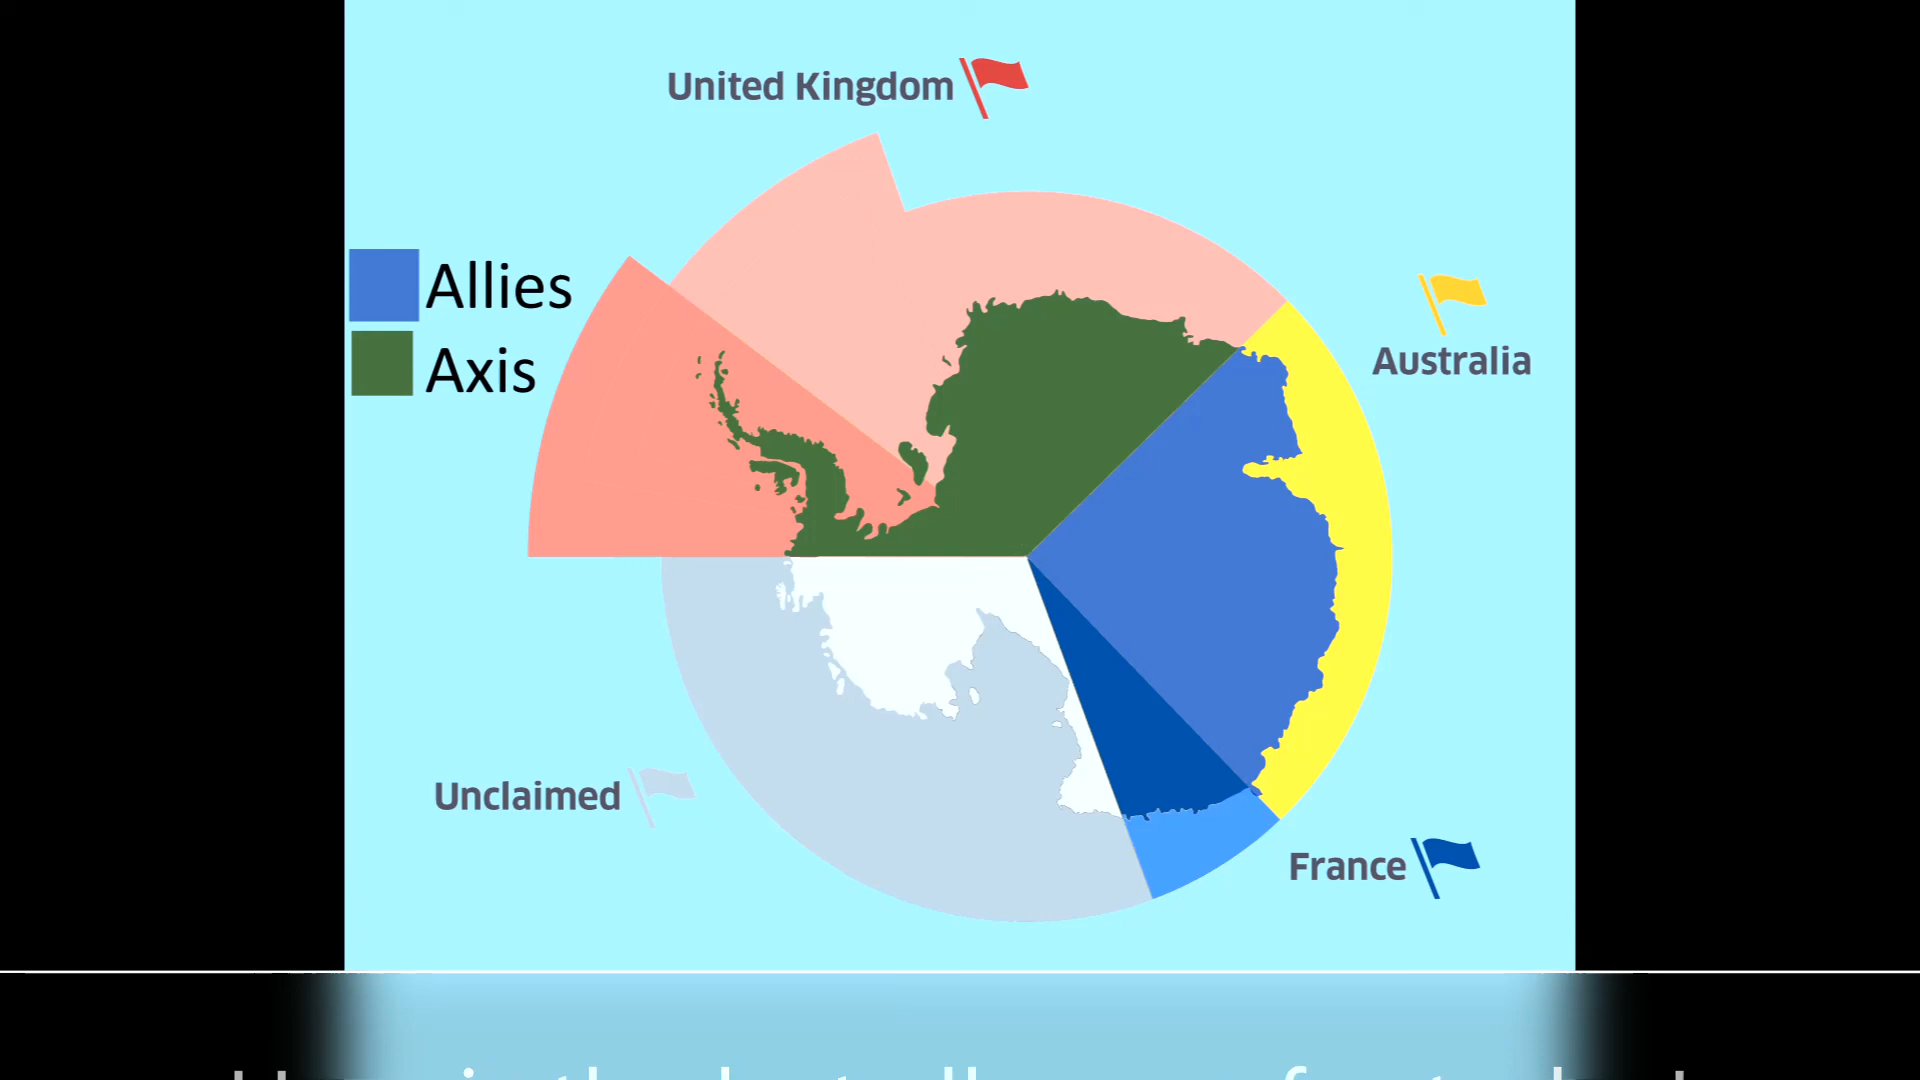 United Kingdom
Allies
Axis
Australia
Unclaimed
France